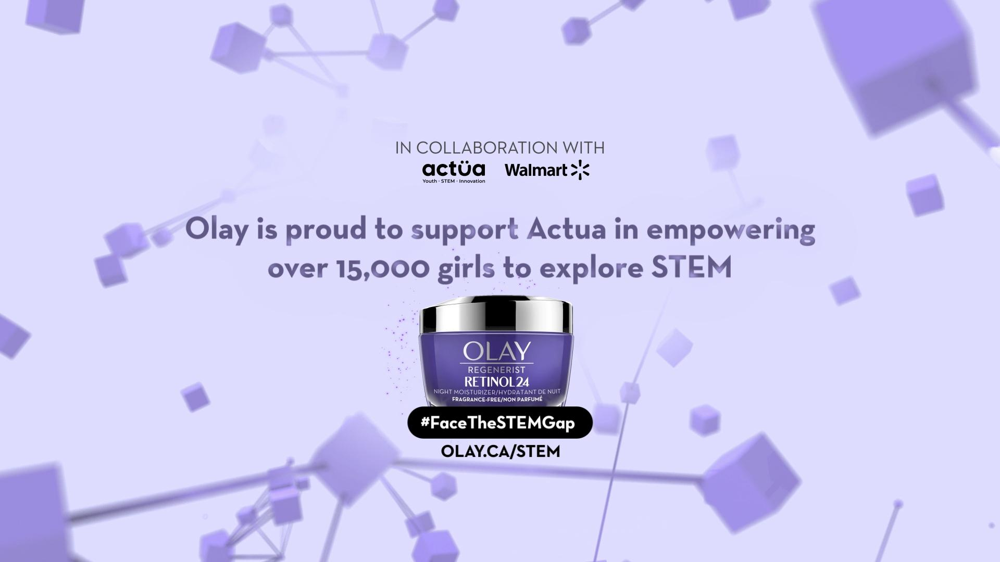 IN COLLABORATION WITH
actüa Walmart
Youth · STEM · Innovation
Olay is proud to support Actua in empowering
over 15,000 girls to explore STEM
OLAY
REGENERIST
RETINOL24
NIGHT MOISTURIZER/HYDRATANT DE NUIT
FRAGRANCE-FREE/NON PARFUMÉ
#FaceTheSTEMGap
OLAY.CA/STEM